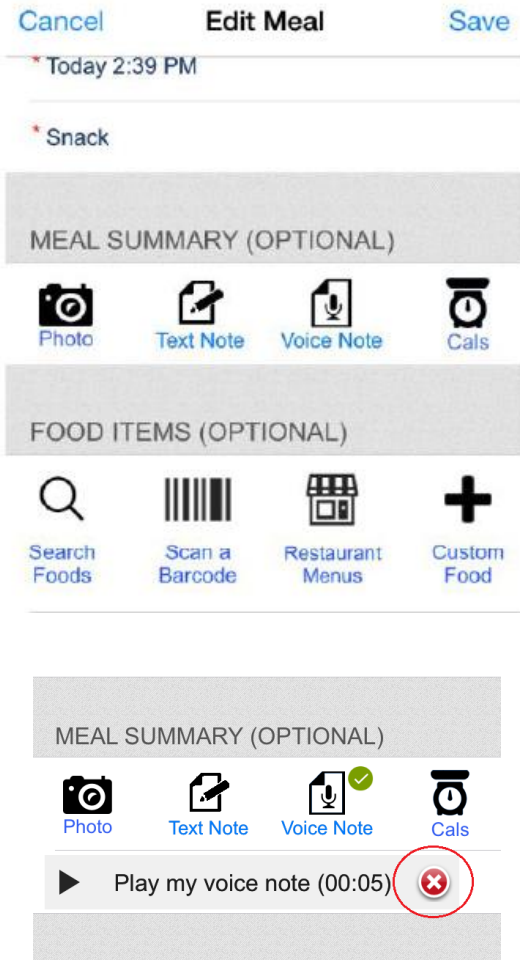 Cancel Edit Meal Save
* Today 2:39 PM
* Snack
MEAL SUMMARY (OPTIONAL)
Photo Text Note Voice Note Cals
FOOD ITEMS (OPTIONAL)
Search Foods Scan a Barcode Restaurant Menus Custom Food
MEAL SUMMARY (OPTIONAL)
Photo Text Note Voice Note Cals
Play my voice note (00:05)